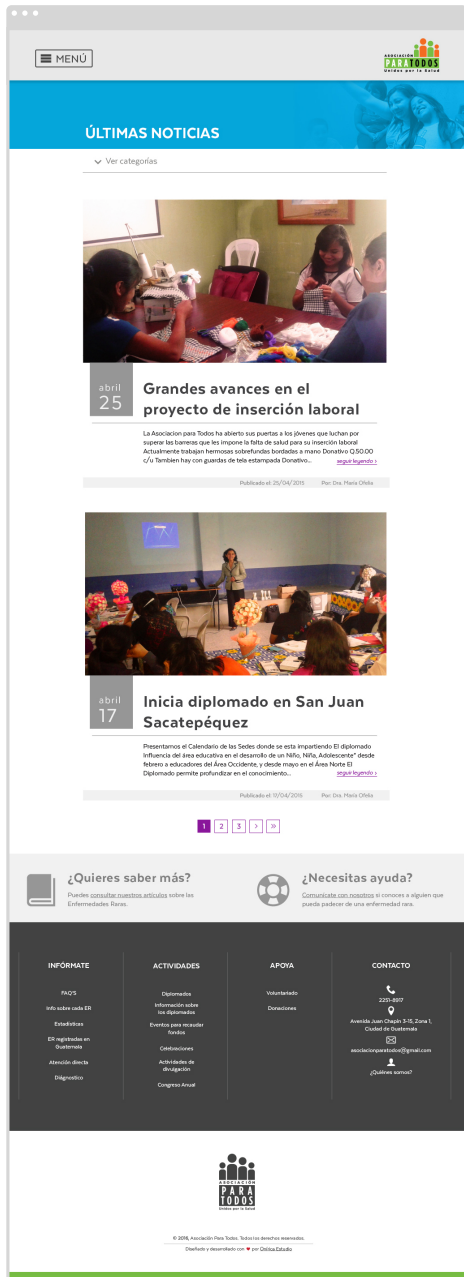 MENÚ
ASOCIACIÓN
PARATODOS
Unidos por la Salud
ÚLTIMAS NOTICIAS
Ver categorías
abril
25
Grandes avances en el
proyecto de inserción laboral
La Asociacion para Todos ha abierto sus puertas a los jóvenes que luchan por
superar las barreras que les impone la falta de salud para su inserción laboral
Actualmente trabajan hermosas sobrefundas bordadas a mano Donativo Q.50.00
c/u Tambien hay con guardas de tela estampada Donativo...
seguir leyendo >
Publicado el: 25/04/2015 Por: Dra. María Ofelia
abril
17
Inicia diplomado en San Juan
Sacatepéquez
Presentamos el Calendario de las Sedes donde se esta impartiendo El diplomado
Influencia del área educativa en el desarrollo de un Niño, Niña, Adolescente" desde
febrero a educadores del Área Occidente, y desde mayo en el Área Norte El
Diplomado permite profundizar en el conocimiento...
seguir leyendo >
Publicado el: 17/04/2015 Por: Dra. María Ofelia
1 2 3 > >>
¿Quieres saber más?
Puedes consultar nuestros artículos sobre las
Enfermedades Raras.
¿Necesitas ayuda?
Comunícate con nosotros si conoces a alguien que
pueda padecer de una enfermedad rara.
INFÓRMATE
FAQ'S
Info sobre cada ER
Estadísticas
ER registradas en
Guatemala
Atención directa
Diágnostico
ACTIVIDADES
Diplomados
Información sobre
los diplomados
Eventos para recaudar
fondos
Celebraciones
Actividades de
divulgación
Congreso Anual
APOYA
Voluntariado
Donaciones
CONTACTO
2251-8917
Avenida Juan Chapín 3-15, Zona 1,
Ciudad de Guatemala
asociacionparatodos@gmail.com
¿Quiénes somos?
ASOCIACIÓN
PARA
TODOS
Unidos por la Salud
© 2016, Asociación Para Todos. Todos los derechos reservados.
Diseñado y desarrollado con ♥ por Doltica Estudio